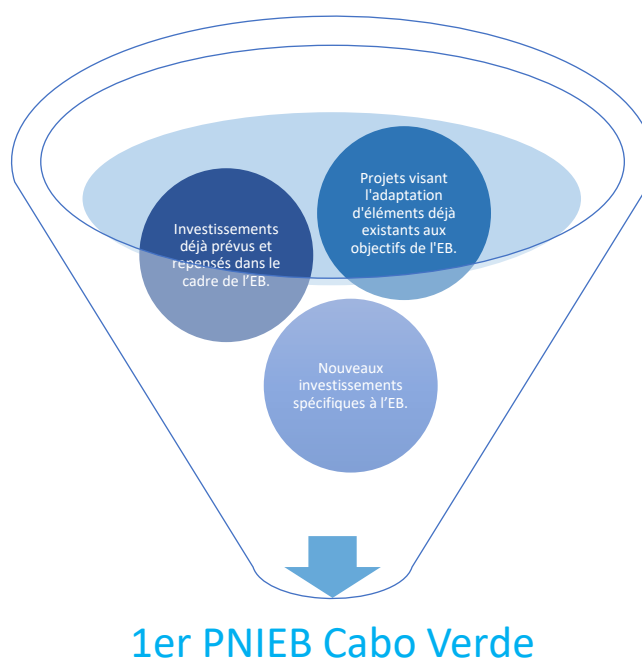 Projets visant
l'adaptation
d'éléments déjà
existants aux
objectifs de l'EB.
Investissements
déjà prévus et
repensés dans le
cadre de l’EB.
Nouveaux
investissements
spécifiques à l’EB.
1er PNIEB Cabo Verde